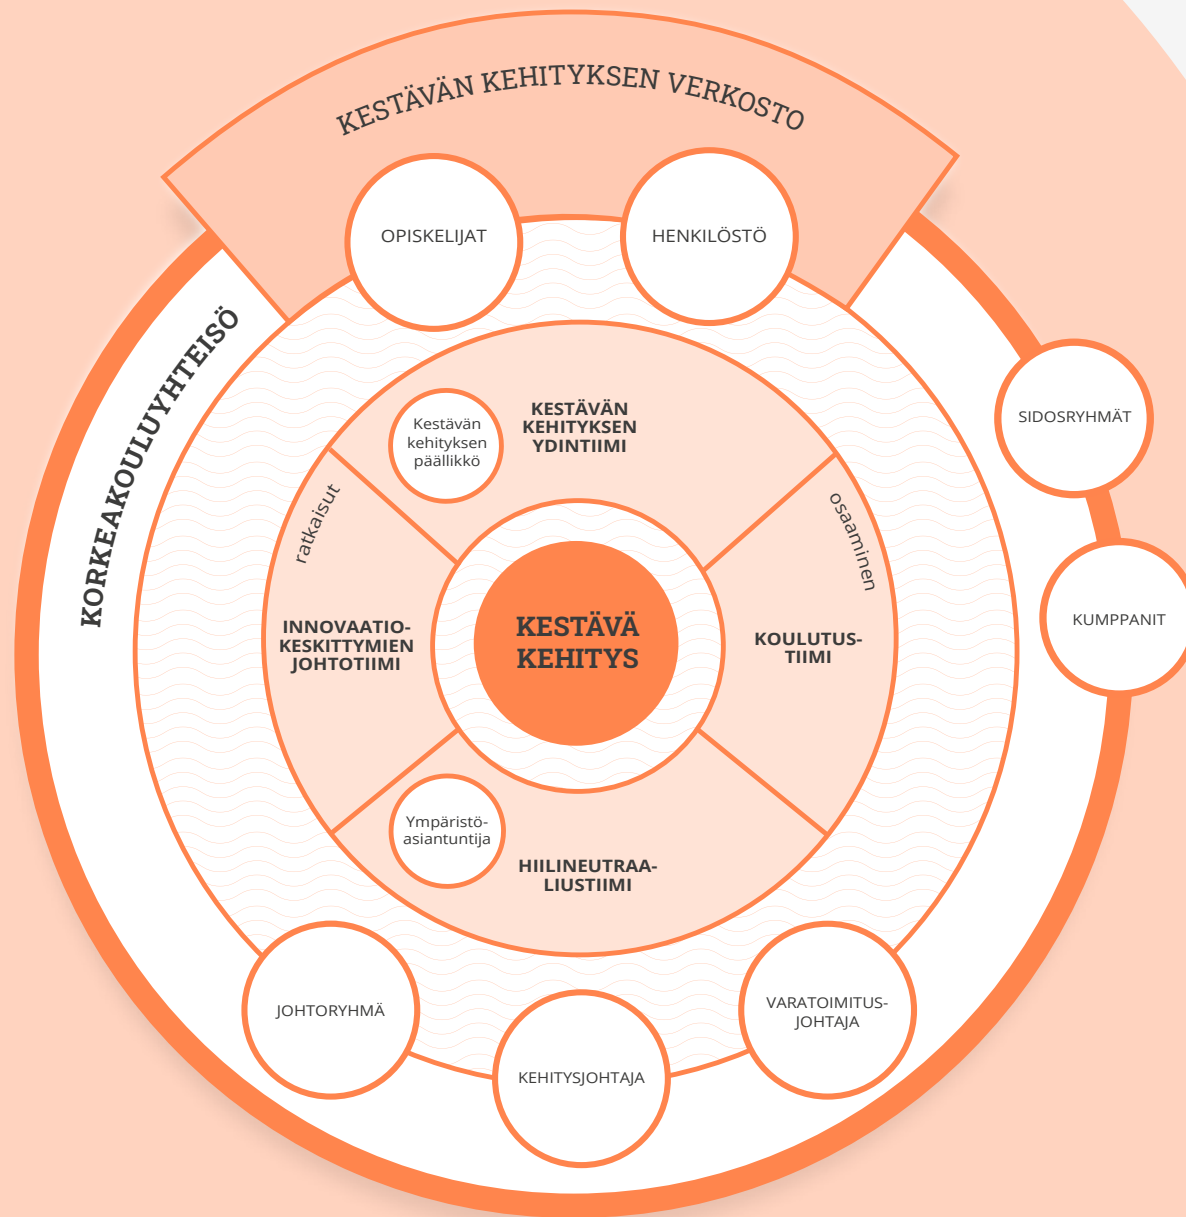 KESTÄVÄN KEHITYKSEN VERKOSTO
OPISKELIJAT
HENKILÖSTÖ
KORKEAKOULUYHTEISÖ
SIDOSRYHMÄT
KUMPPANIT
Kestävän
kehityksen
päällikkö
KESTÄVÄN
KEHITYKSEN
YDINTIIMI
ratkaisut
osaaminen
INNOVAATIO-
KESKITTYMIEN
JOHTOTIIMI
KESTÄVÄ
KEHITYS
KOULUTUS-
TIIMI
Ympäristö-
asiantuntija
HIILINEUTRAA-
LIUSTIIMI
JOHTORYHMÄ
KEHITYSJOHTAJA
VARATOIMITUS-
JOHTAJA